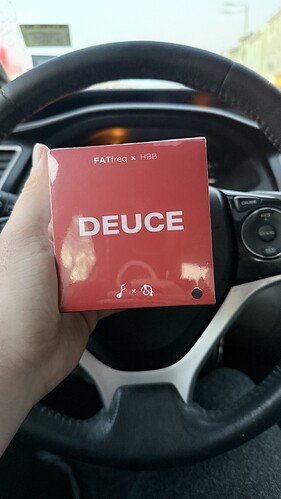 FATfreq × HBB
DEUCE
×